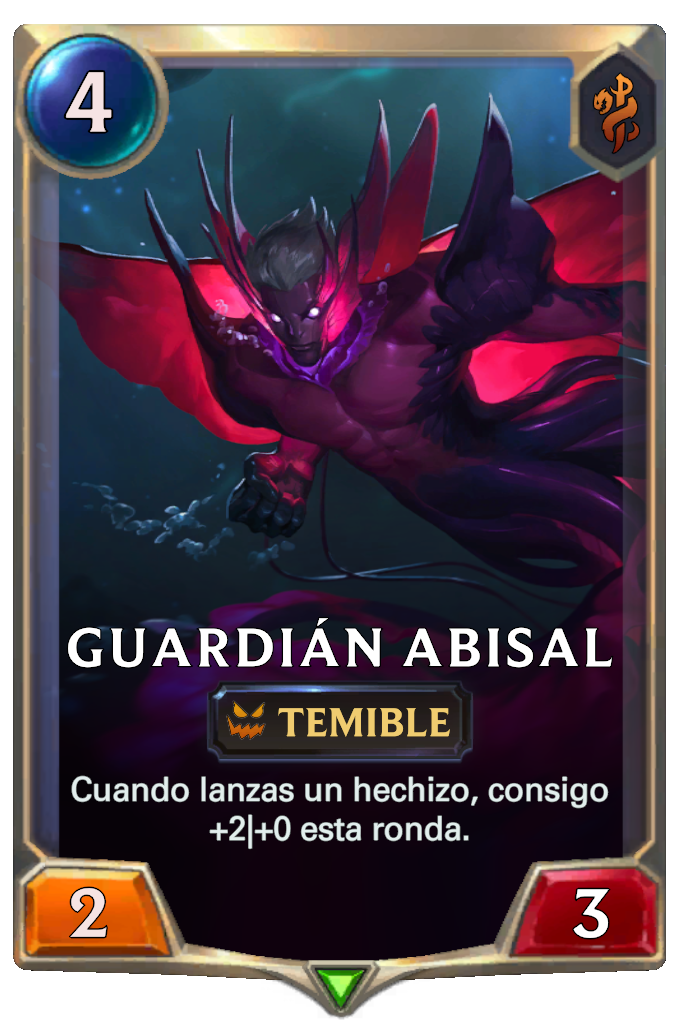 4
GUARDIÁN ABISAL
TEMIBLE
Cuando lanzas un hechizo, consigo
+2|+0 esta ronda.
2
3